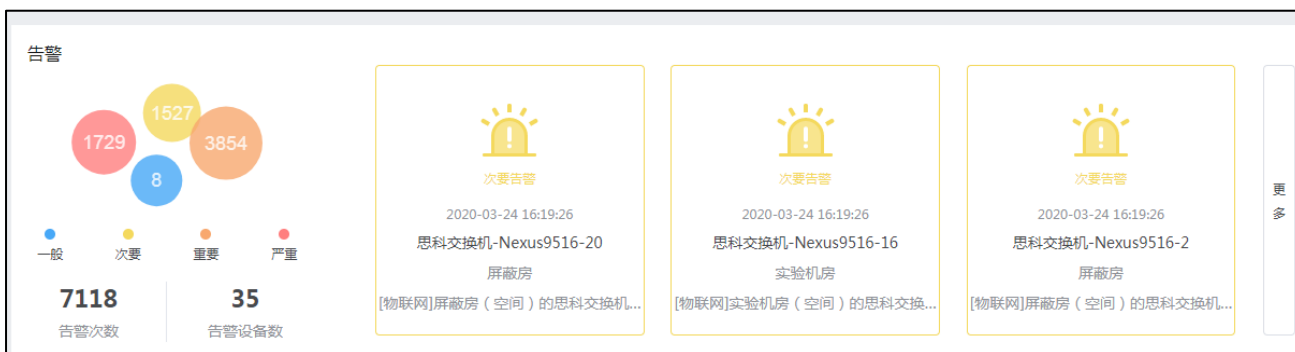 告警
1527
1729
3854
8
一般
次要
重要
严重
7118
告警次数
35
告警设备数
次要告警
2020-03-24 16:19:26
思科交换机-Nexus9516-20
屏蔽房
[物联网]屏蔽房（空间）的思科交换机...
次要告警
2020-03-24 16:19:26
思科交换机-Nexus9516-16
实验机房
[物联网]实验机房（空间）的思科交换...
次要告警
2020-03-24 16:19:26
思科交换机-Nexus9516-2
屏蔽房
[物联网]屏蔽房（空间）的思科交换机...
更
多